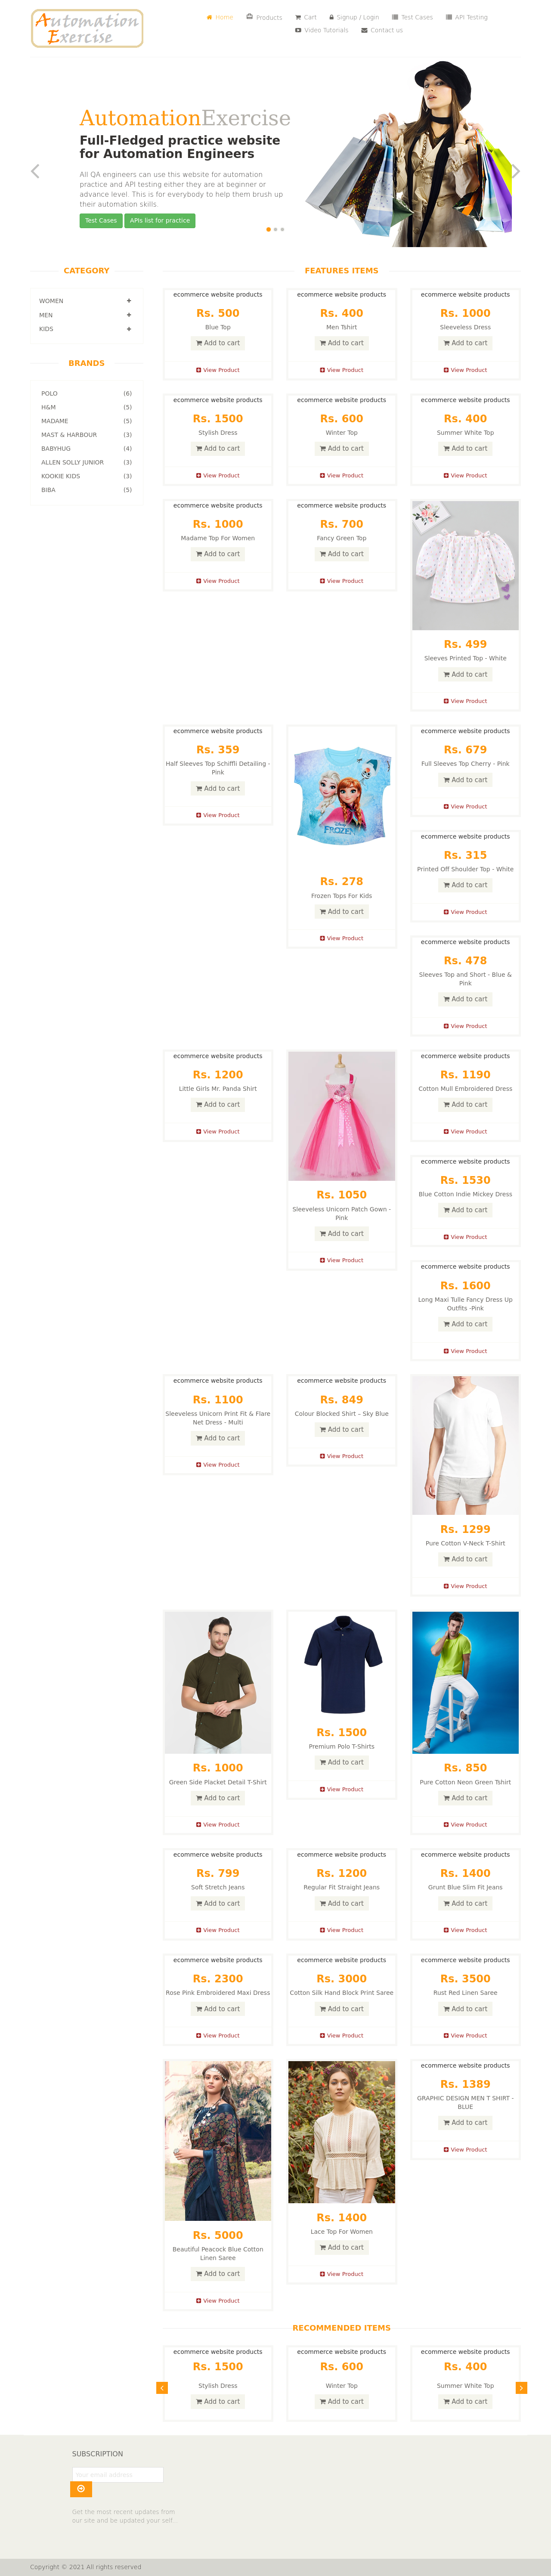 Automation
Exercise
Home
Products
Cart
Signup / Login
Test Cases
API Testing
Video Tutorials
Contact us
AutomationExercise
Full-Fledged practice website
for Automation Engineers
All QA engineers can use this website for automation
practice and API testing either they are at beginner or
advance level. This is for everybody to help them brush up
their automation skills.
Test Cases
APIs list for practice
CATEGORY
WOMEN
MEN
KIDS
BRANDS
POLO (6)
H&M (5)
MADAME (5)
MAST & HARBOUR (3)
BABYHUG (4)
ALLEN SOLLY JUNIOR (3)
KOOKIE KIDS (3)
BIBA (5)
FEATURES ITEMS
ecommerce website products
Rs. 500
Blue Top
Add to cart
View Product
ecommerce website products
Rs. 400
Men Tshirt
Add to cart
View Product
ecommerce website products
Rs. 1000
Sleeveless Dress
Add to cart
View Product
ecommerce website products
Rs. 1500
Stylish Dress
Add to cart
View Product
ecommerce website products
Rs. 600
Winter Top
Add to cart
View Product
ecommerce website products
Rs. 400
Summer White Top
Add to cart
View Product
ecommerce website products
Rs. 1000
Madame Top For Women
Add to cart
View Product
ecommerce website products
Rs. 700
Fancy Green Top
Add to cart
View Product
Rs. 499
Sleeves Printed Top - White
Add to cart
View Product
ecommerce website products
Rs. 359
Half Sleeves Top Schiffli Detailing -
Pink
Add to cart
View Product
FROZEN
Rs. 278
Frozen Tops For Kids
Add to cart
View Product
ecommerce website products
Rs. 679
Full Sleeves Top Cherry - Pink
Add to cart
View Product
ecommerce website products
Rs. 315
Printed Off Shoulder Top - White
Add to cart
View Product
ecommerce website products
Rs. 478
Sleeves Top and Short - Blue &
Pink
Add to cart
View Product
ecommerce website products
Rs. 1200
Little Girls Mr. Panda Shirt
Add to cart
View Product
Rs. 1050
Sleeveless Unicorn Patch Gown -
Pink
Add to cart
View Product
ecommerce website products
Rs. 1190
Cotton Mull Embroidered Dress
Add to cart
View Product
ecommerce website products
Rs. 1530
Blue Cotton Indie Mickey Dress
Add to cart
View Product
ecommerce website products
Rs. 1600
Long Maxi Tulle Fancy Dress Up
Outfits -Pink
Add to cart
View Product
ecommerce website products
Rs. 1100
Sleeveless Unicorn Print Fit & Flare
Net Dress - Multi
Add to cart
View Product
ecommerce website products
Rs. 849
Colour Blocked Shirt – Sky Blue
Add to cart
View Product
Rs. 1299
Pure Cotton V-Neck T-Shirt
Add to cart
View Product
Rs. 1000
Green Side Placket Detail T-Shirt
Add to cart
View Product
Rs. 1500
Premium Polo T-Shirts
Add to cart
View Product
Rs. 850
Pure Cotton Neon Green Tshirt
Add to cart
View Product
ecommerce website products
Rs. 799
Soft Stretch Jeans
Add to cart
View Product
ecommerce website products
Rs. 1200
Regular Fit Straight Jeans
Add to cart
View Product
ecommerce website products
Rs. 1400
Grunt Blue Slim Fit Jeans
Add to cart
View Product
ecommerce website products
Rs. 2300
Rose Pink Embroidered Maxi Dress
Add to cart
View Product
ecommerce website products
Rs. 3000
Cotton Silk Hand Block Print Saree
Add to cart
View Product
ecommerce website products
Rs. 3500
Rust Red Linen Saree
Add to cart
View Product
Rs. 5000
Beautiful Peacock Blue Cotton
Linen Saree
Add to cart
View Product
Rs. 1400
Lace Top For Women
Add to cart
View Product
ecommerce website products
Rs. 1389
GRAPHIC DESIGN MEN T SHIRT -
BLUE
Add to cart
View Product
RECOMMENDED ITEMS
ecommerce website products
Rs. 1500
Stylish Dress
Add to cart
ecommerce website products
Rs. 600
Winter Top
Add to cart
ecommerce website products
Rs. 400
Summer White Top
Add to cart
SUBSCRIPTION
Your email address
Get the most recent updates from
our site and be updated your self...
Copyright © 2021 All rights reserved